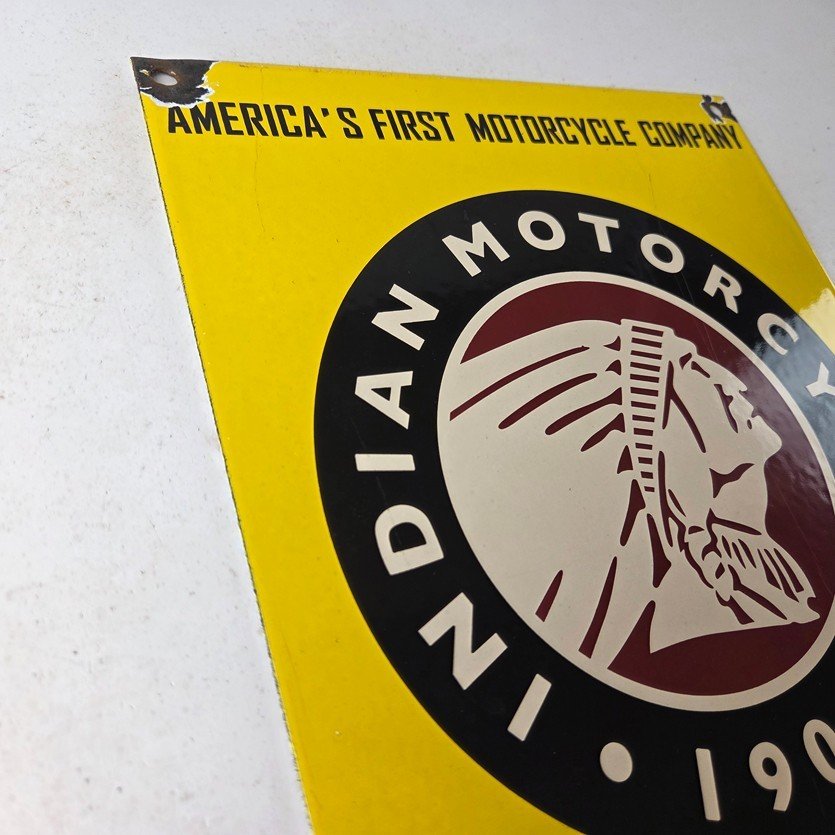 AMERICA'S FIRST MOTORCYCLE COMPANY
INDIAN MOTORCY
190